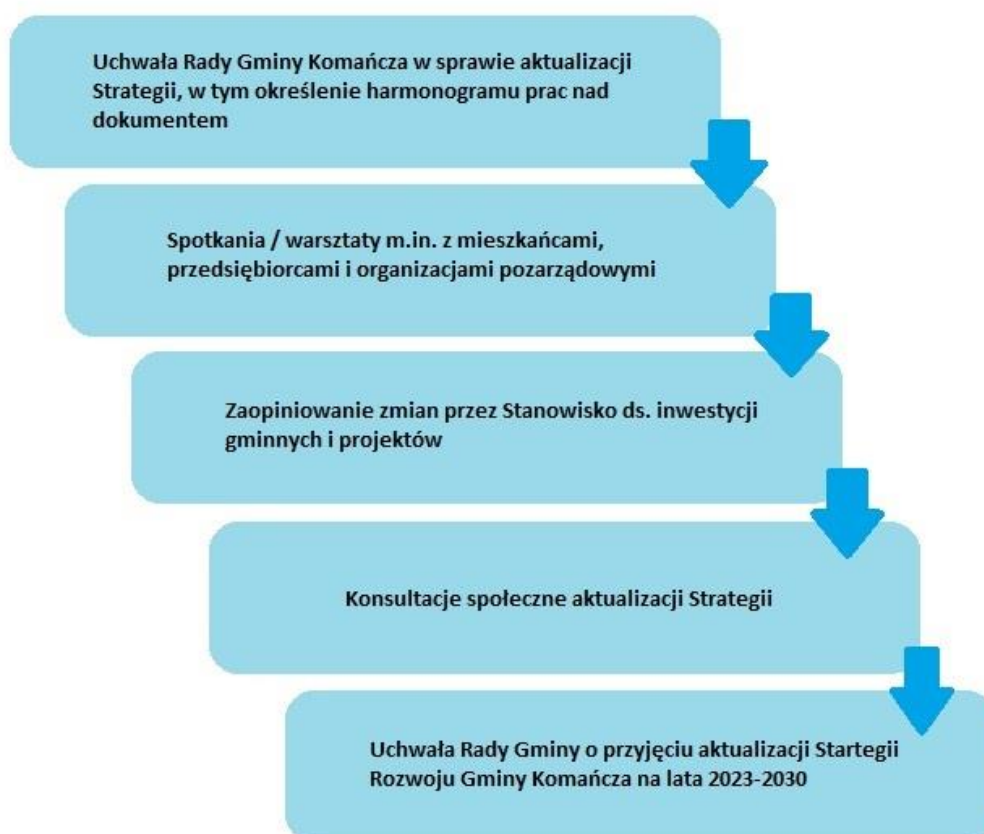 Uchwała Rady Gminy Komańcza w sprawie aktualizacji
Strategii, w tym określenie harmonogramu prac nad
dokumentem
Spotkania / warsztaty m.in. z mieszkańcami,
przedsiębiorcami i organizacjami pozarządowymi
Zaopiniowanie zmian przez Stanowisko ds. inwestycji
gminnych i projektów
Konsultacje społeczne aktualizacji Strategii
Uchwała Rady Gminy o przyjęciu aktualizacji Startegii
Rozwoju Gminy Komańcza na lata 2023-2030